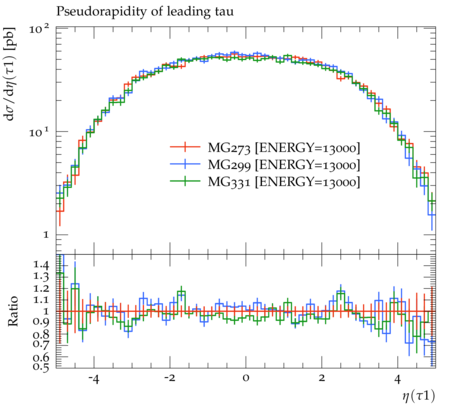 Pseudorapidity of leading tau
dσ/dη(τ1) [pb]
10²
10¹
1
MG273 [ENERGY=13000]
MG299 [ENERGY=13000]
MG331 [ENERGY=13000]
Ratio
1.4
1.3
1.2
1.1
1
0.9
0.8
0.7
0.6
0.5
-4 -2 0 2 4
η(τ1)